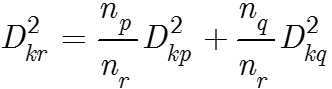 $D_{kr}^{2} = \frac{n_p}{n_r} D_{kp}^{2} + \frac{n_q}{n_r} D_{kq}^{2}$